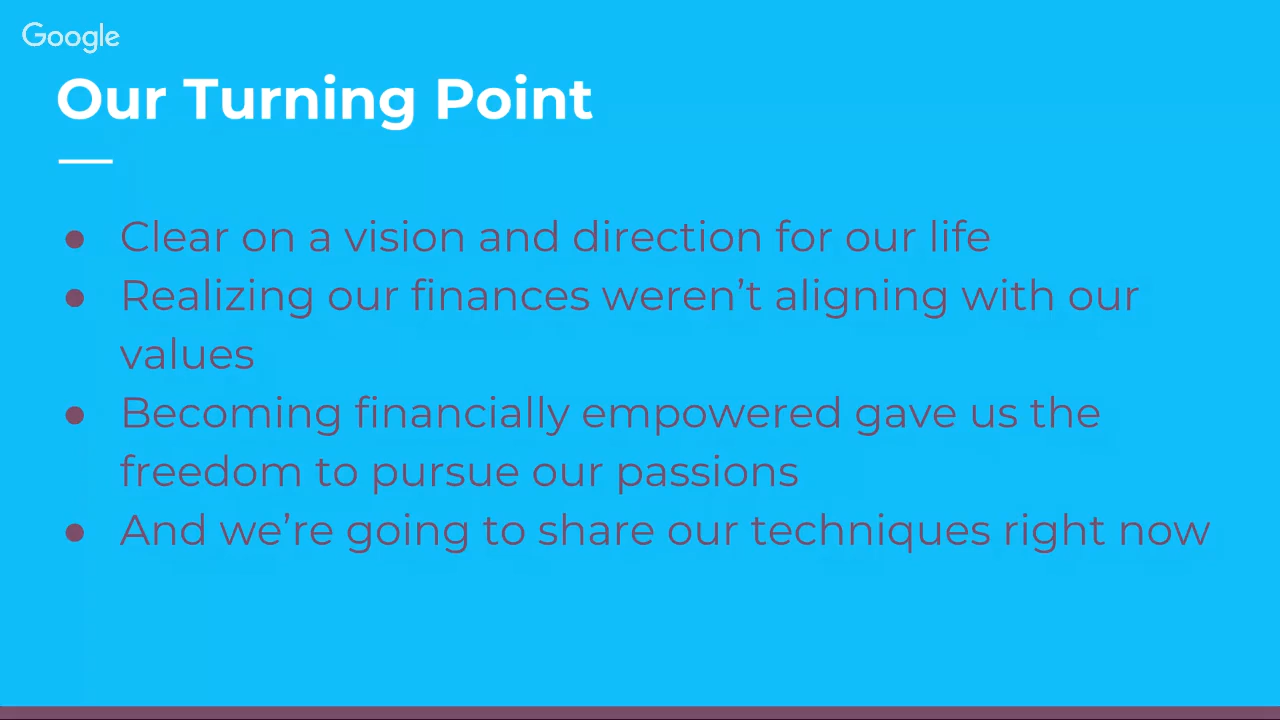 Google
Our Turning Point
● Clear on a vision and direction for our life
● Realizing our finances weren’t aligning with our
values
● Becoming financially empowered gave us the
freedom to pursue our passions
● And we’re going to share our techniques right now